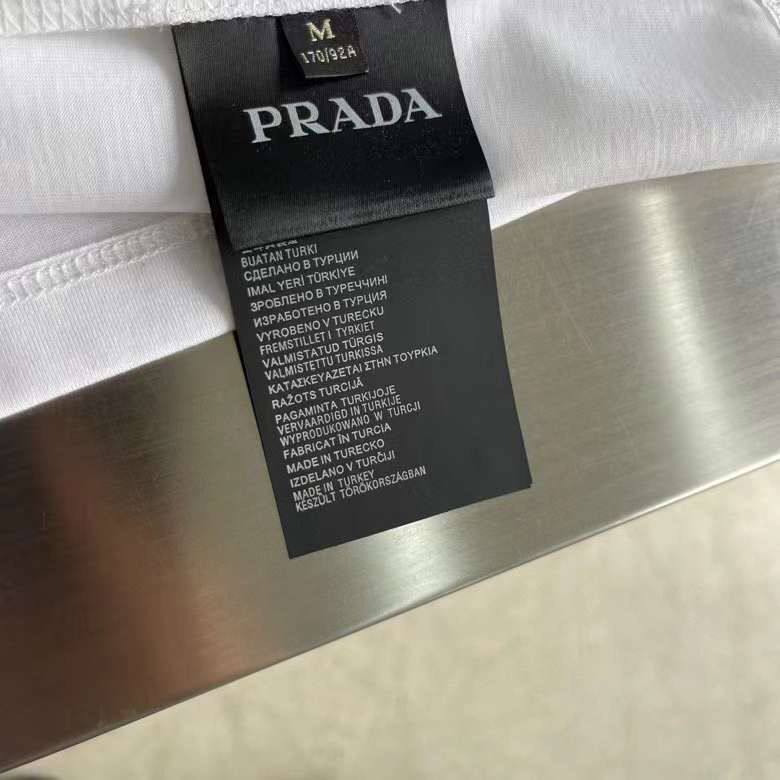 M
170/92A
PRADA
BUATAN TURKI
СДЕЛАНО В ТУРЦИИ
IMAL YERİ TÜRKIYE
ЗРОБЛЕНО В ТУРЕЧЧИНІ
ИЗРАБОТЕНО В ТУРЦИЯ
VYROBENO V TURECKU
FREMSTILLET I TYRKIET
VALMISTATUD TÜRGIS
VALMISTETTU TURKISSA
ΚΑΤΑΣΚΕΥΑΖΕΤΑΙ ΣΤΗΝ ΤΟΥΡΚΙΑ
RAŽOTS TURCIJĀ
PAGAMINTA TURKIJOJE
VERVAARDIGD IN TURKIJE
WYPRODUKOWANO W TURCJI
FABRICAT ÎN TURCIA
MADE IN TURECKO
IZDELANO V TURČIJI
MADE IN TURKEY
KÉSZÜLT TÖRÖKORSZÁGBAN